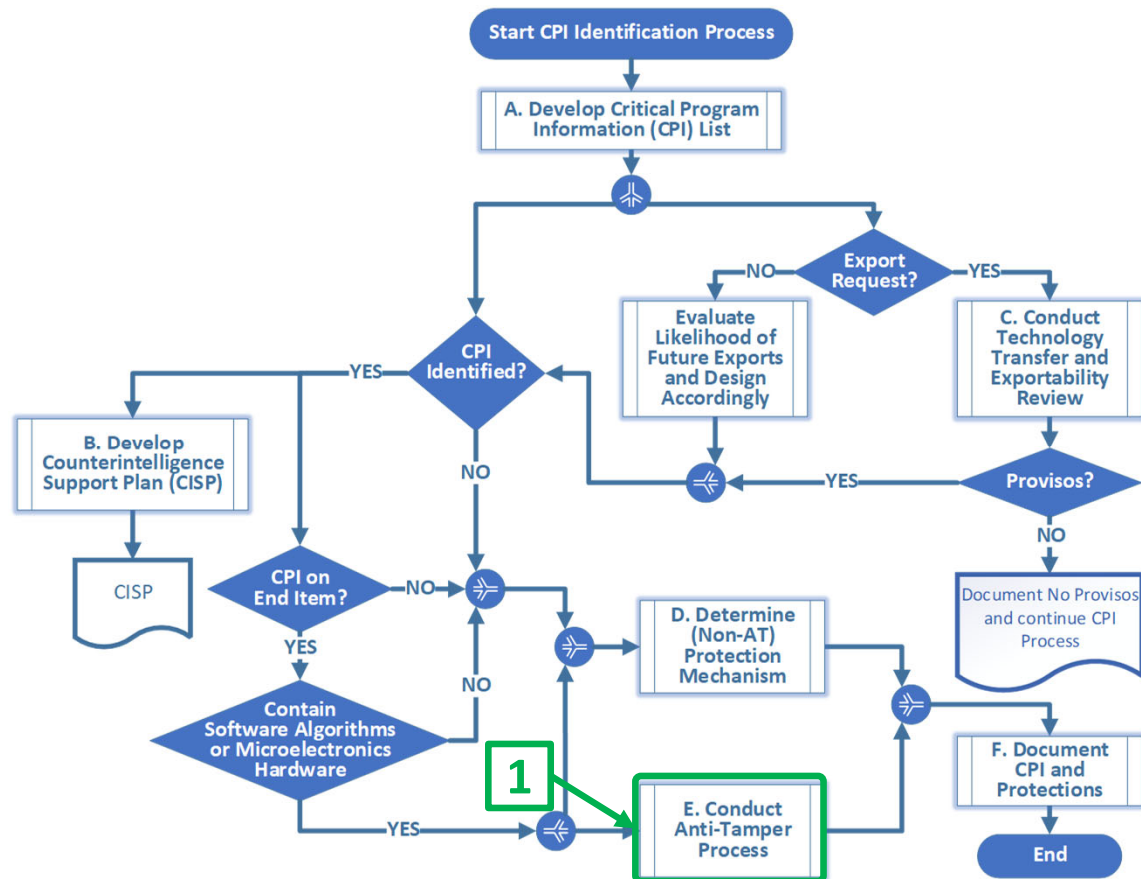 Start CPI Identification Process
A. Develop Critical Program
Information (CPI) List
Export
Request?
NO
YES
Evaluate
Likelihood of
Future Exports
and Design
Accordingly
C. Conduct
Technology
Transfer and
Exportability
Review
CPI
Identified?
YES
NO
B. Develop
Counterintelligence
Support Plan (CISP)
Provisos?
YES
NO
CISP
CPI on
End Item?
NO
YES
Document No Provisos
and continue CPI
Process
D. Determine
(Non-AT)
Protection
Mechanism
NO
Contain
Software Algorithms
or Microelectronics
Hardware
YES
1
E. Conduct
Anti-Tamper
Process
F. Document
CPI and
Protections
End